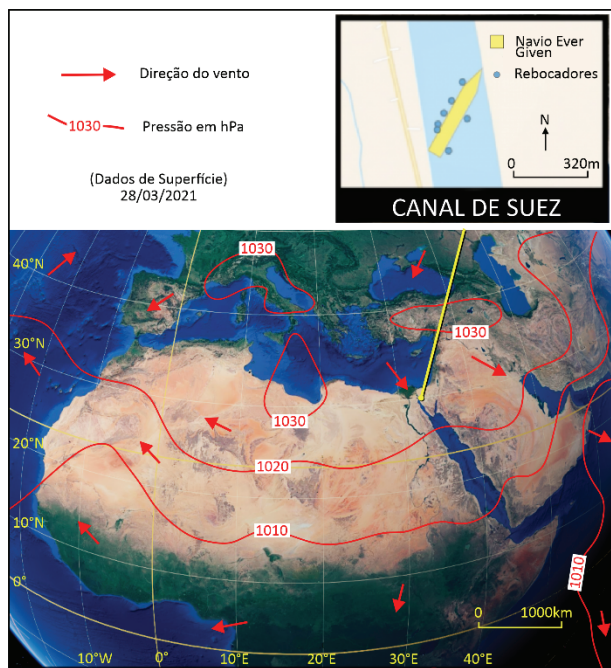 Direção do vento
1030
Pressão em hPa
(Dados de Superfície)
28/03/2021
Navio Ever
Given
Rebocadores
N
0
320m
CANAL DE SUEZ
1030
40°N
1030
30°N
1030
20°N
1020
10°N
1010
0°
1010
0
1000km
10°W
0°
10°E
20°E
30°E
40°E